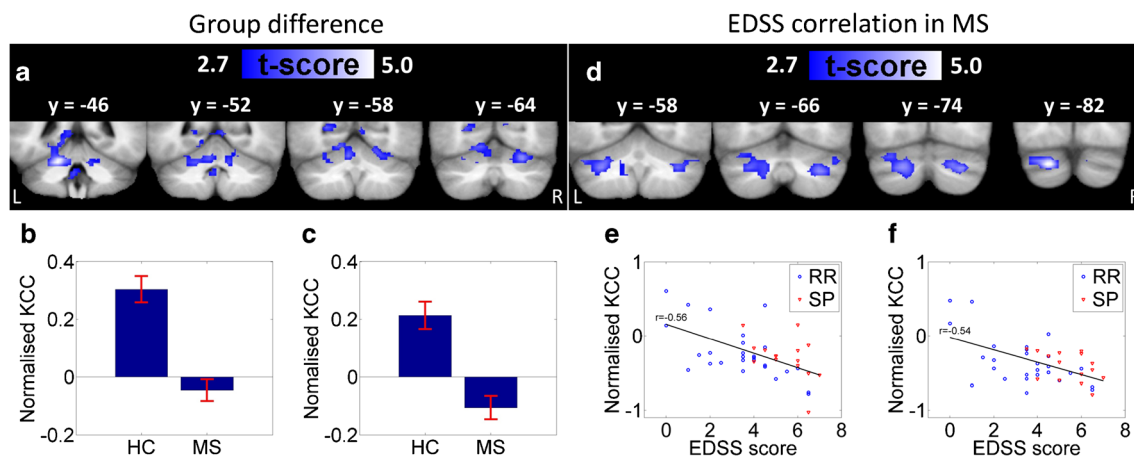 Group difference
EDSS correlation in MS
a
2.7 t-score 5.0
y = -46 y = -52 y = -58 y = -64
L R
d
2.7 t-score 5.0
y = -58 y = -66 y = -74 y = -82
L
b
Normalised KCC
0.4
0.2
0
-0.2
HC MS
c
Normalised KCC
0.4
0.2
0
-0.2
HC MS
e
Normalised KCC
1
0
-1
r=-0.56
RR
SP
0 2 4 6 8
EDSS score
f
Normalised KCC
1
0
-1
r=-0.54
RR
SP
0 2 4 6 8
EDSS score